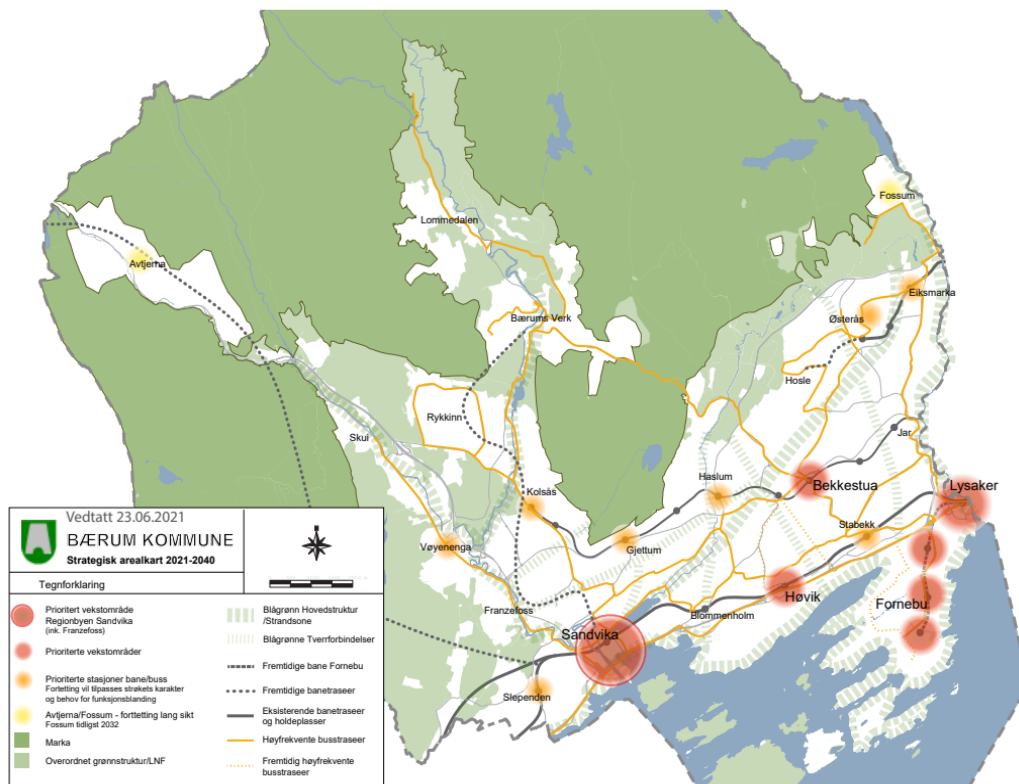 Fossum
Lommedalen
Avtjerna
Eiksmarka
Bærums Verk
Østerås
Hosle
Rykkinn
Skui
Jar
Haslum
Bekkestua
Lysaker
Kolsås
Stabekk
Vøyenenga
Gjettum
Høvik
Fornebu
Franzefoss
Blommenholm
Sandvika
Slependen
Vedtatt 23.06.2021
BÆRUM KOMMUNE
Strategisk arealkart 2021-2040
Tegnforklaring
Prioritert vekstområde
Regionbyen Sandvika
(ink. Franzefoss)
Prioriterte vekstområder
Prioriterte stasjoner bane/buss
Fortetting vil tilpasses strøkets karakter
og behov for funksjonsblanding
Avtjerna/Fossum - forttetting lang sikt
Fossum tidligst 2032
Marka
Overordnet grønnstruktur/LNF
Blågrønn Hovedstruktur
/Strandsone
Blågrønne Tverrforbindelser
Fremtidige bane Fornebu
Fremtidige banetraseer
Eksisterende banetraseer
og holdeplasser
Høyfrekvente busstraseer
Fremtidig høyfrekvente
busstraseer